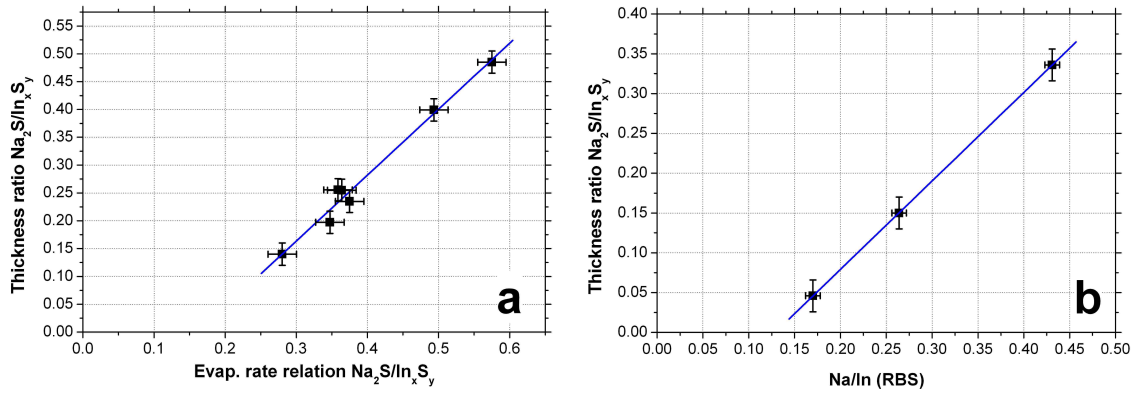 0.55
0.50
0.45
0.40
0.35
0.30
0.25
0.20
0.15
0.10
0.05
0.00
Thickness ratio Na₂S/InₓSᵧ
0.0 0.1 0.2 0.3 0.4 0.5 0.6
Evap. rate relation Na₂S/InₓSᵧ
a
0.40
0.35
0.30
0.25
0.20
0.15
0.10
0.05
0.00
Thickness ratio Na₂S/InₓSᵧ
0.00 0.05 0.10 0.15 0.20 0.25 0.30 0.35 0.40 0.45 0.50
Na/In (RBS)
b